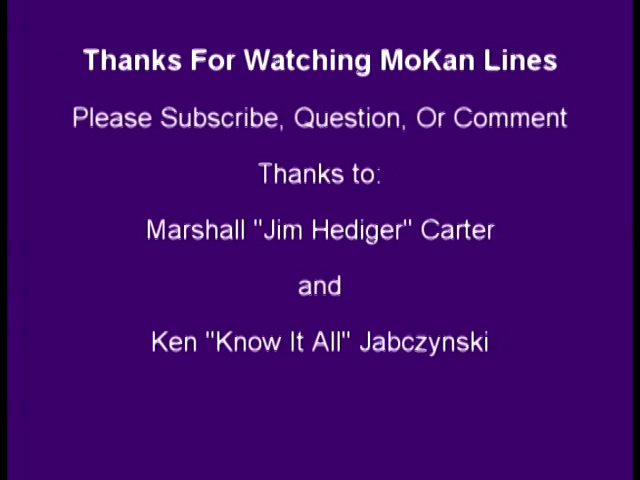 Thanks For Watching MoKan Lines
Please Subscribe, Question, Or Comment
Thanks to:
Marshall "Jim Hediger" Carter
and
Ken "Know It All" Jabczynski